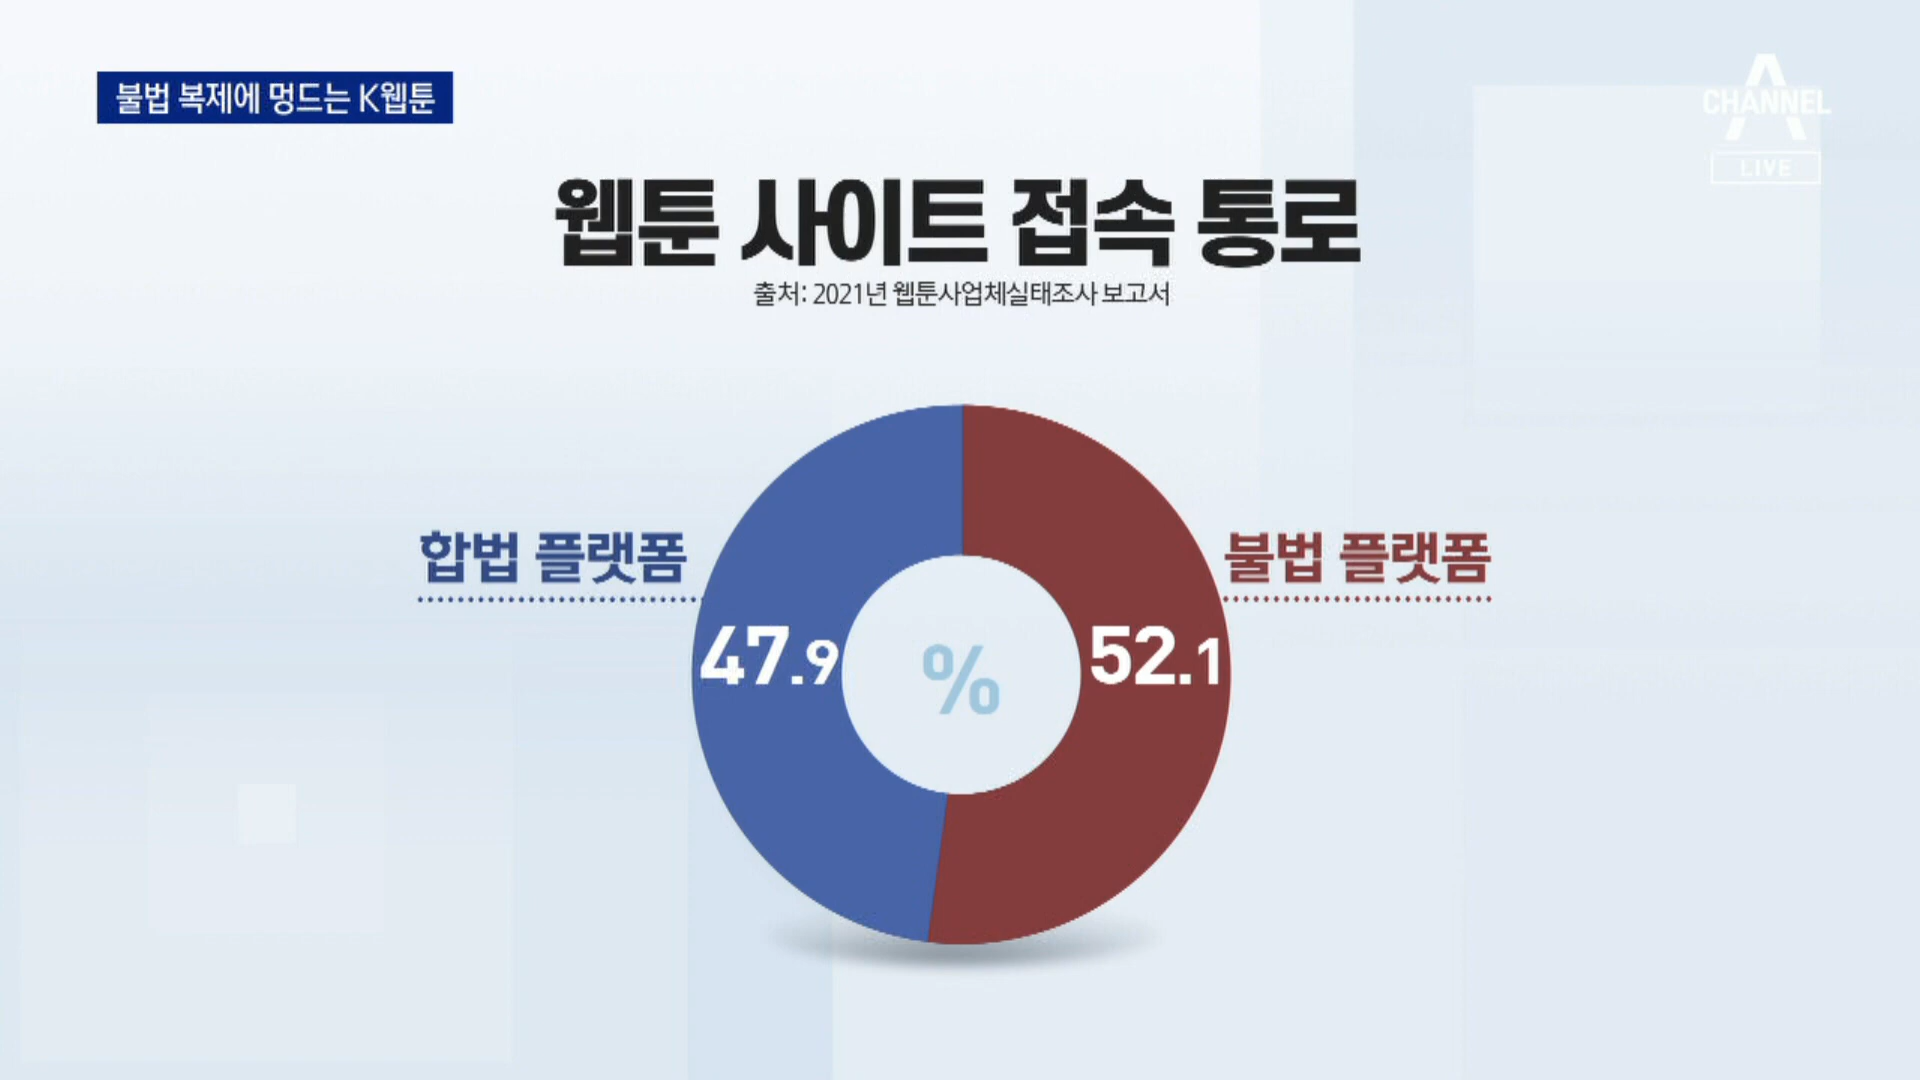 불법 복제에 멍드는 K웹툰
CHANNEL A
LIVE
웹툰 사이트 접속 통로
출처: 2021년 웹툰사업체실태조사 보고서
합법 플랫폼
불법 플랫폼
47.9
%
52.1